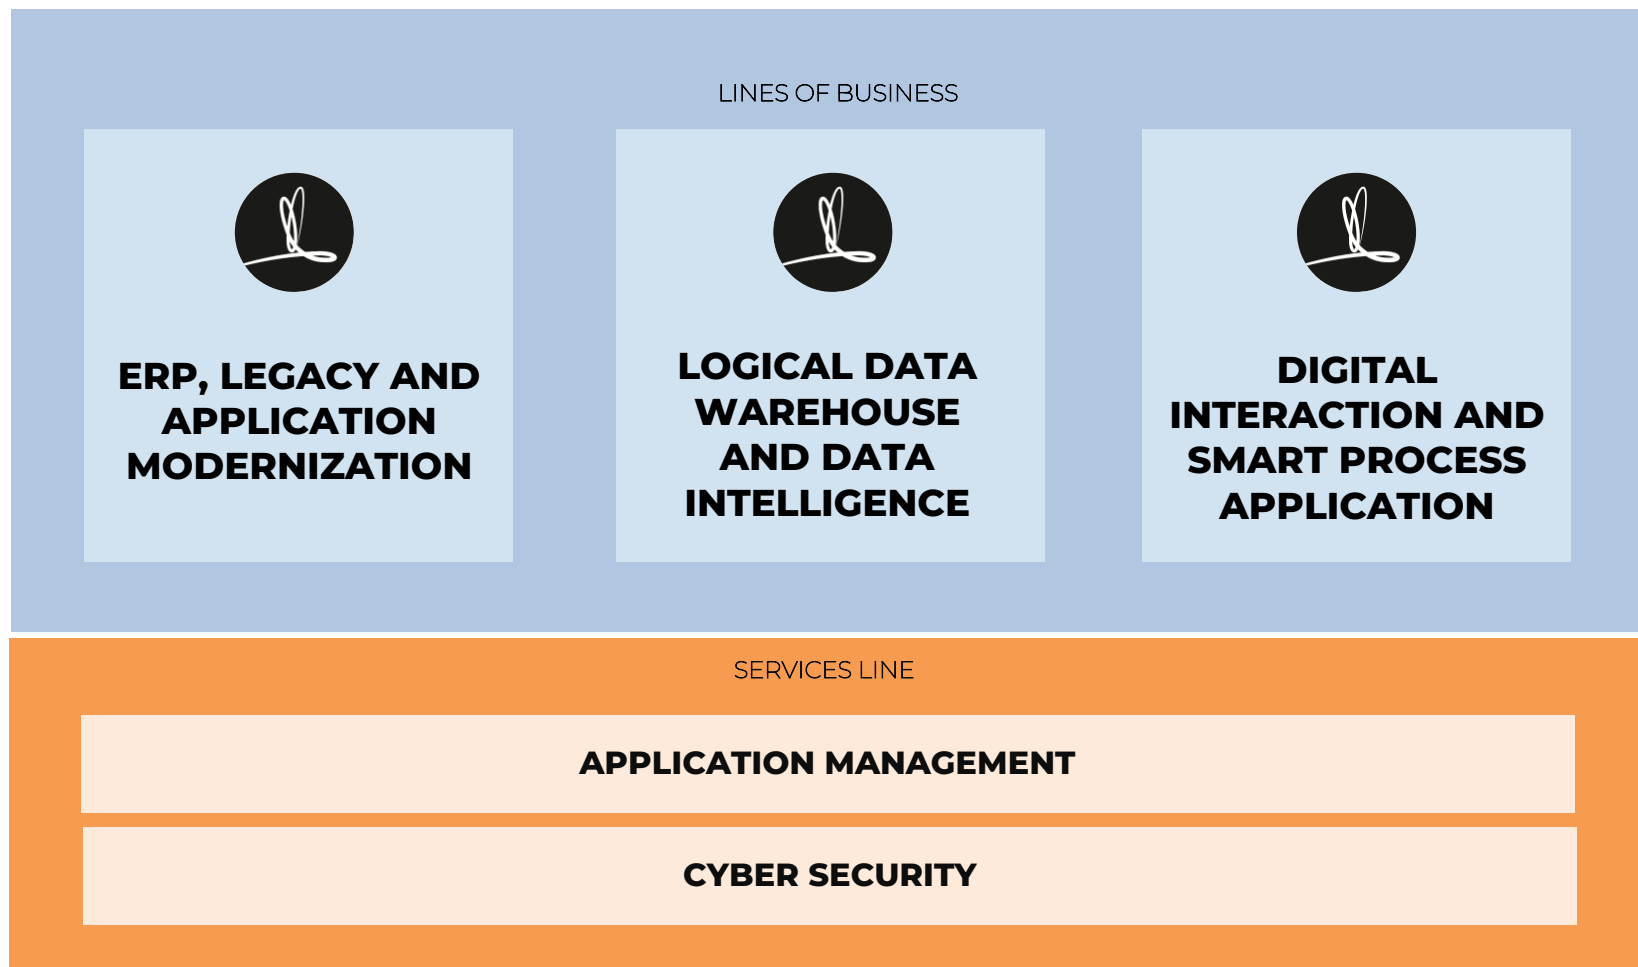 LINES OF BUSINESS
ERP, LEGACY AND
APPLICATION
MODERNIZATION
LOGICAL DATA
WAREHOUSE
AND DATA
INTELLIGENCE
DIGITAL
INTERACTION AND
SMART PROCESS
APPLICATION
SERVICES LINE
APPLICATION MANAGEMENT
CYBER SECURITY